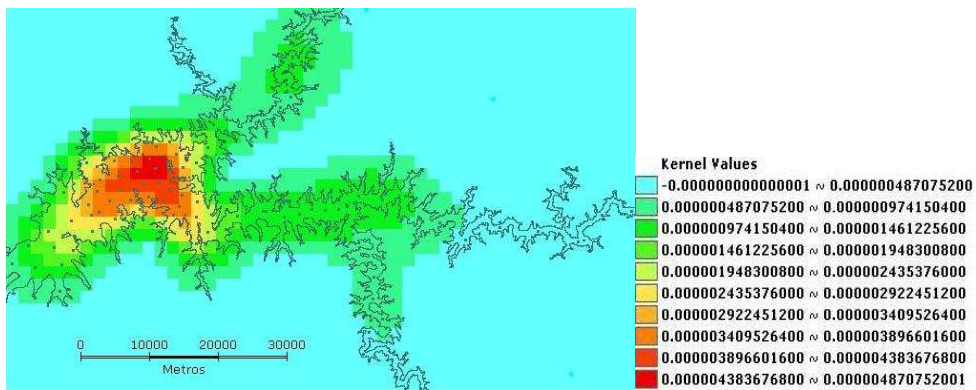 Kernel Values
-0.000000000000001 ~ 0.000000487075200
0.000000487075200 ~ 0.000000974150400
0.000000974150400 ~ 0.000001461225600
0.000001461225600 ~ 0.000001948300800
0.000001948300800 ~ 0.000002435376000
0.000002435376000 ~ 0.000002922451200
0.000002922451200 ~ 0.000003409526400
0.000003409526400 ~ 0.000003896601600
0.000003896601600 ~ 0.000004383676800
0.000004383676800 ~ 0.000004870752001
0 10000 20000 30000
Metros